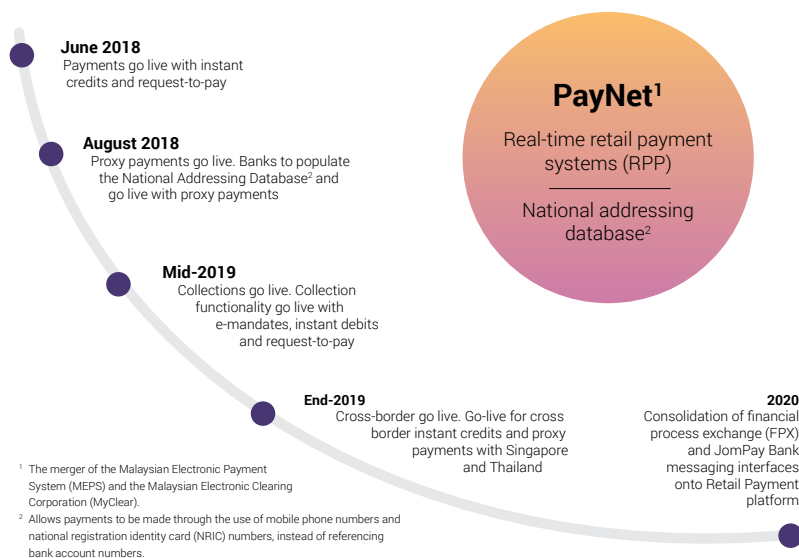 June 2018
Payments go live with instant
credits and request-to-pay
August 2018
Proxy payments go live. Banks to populate
the National Addressing Database² and
go live with proxy payments
Mid-2019
Collections go live. Collection
functionality go live with
e-mandates, instant debits
and request-to-pay
End-2019
Cross-border go live. Go-live for cross
border instant credits and proxy
payments with Singapore
and Thailand
2020
Consolidation of financial
process exchange (FPX)
and JomPay Bank
messaging interfaces
onto Retail Payment
platform
PayNet¹
Real-time retail payment
systems (RPP)
National addressing
database²
¹ The merger of the Malaysian Electronic Payment
System (MEPS) and the Malaysian Electronic Clearing
Corporation (MyClear).
² Allows payments to be made through the use of mobile phone numbers and
national registration identity card (NRIC) numbers, instead of referencing
bank account numbers.